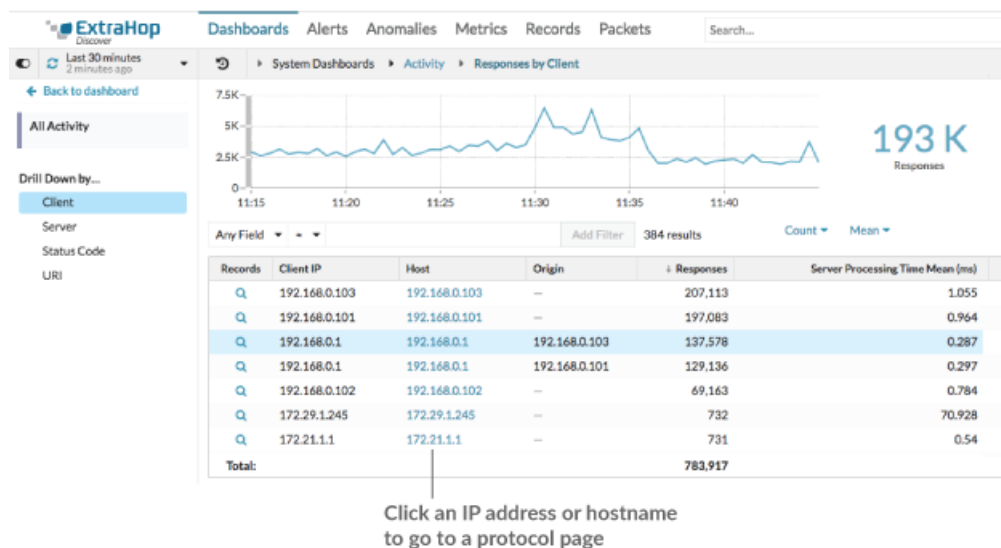 ExtraHop
Discover
Dashboards Alerts Anomalies Metrics Records Packets Search...
Last 30 minutes
2 minutes ago
System Dashboards Activity Responses by Client
Back to dashboard
All Activity
Drill Down by...
Client
Server
Status Code
URI
7.5K
5K
2.5K
0
11:15 11:20 11:25 11:30 11:35 11:40
193 K
Responses
Any Field = Add Filter 384 results Count Mean
Records Client IP Host Origin ↓ Responses Server Processing Time Mean (ms)
192.168.0.103 192.168.0.103 — 207,113 1.055
192.168.0.101 192.168.0.101 — 197,083 0.964
192.168.0.1 192.168.0.1 192.168.0.103 137,578 0.287
192.168.0.1 192.168.0.1 192.168.0.101 129,136 0.297
192.168.0.102 192.168.0.102 — 69,163 0.784
172.29.1.245 172.29.1.245 — 732 70.928
172.21.1.1 172.21.1.1 — 731 0.54
Total: 783,917
Click an IP address or hostname
to go to a protocol page